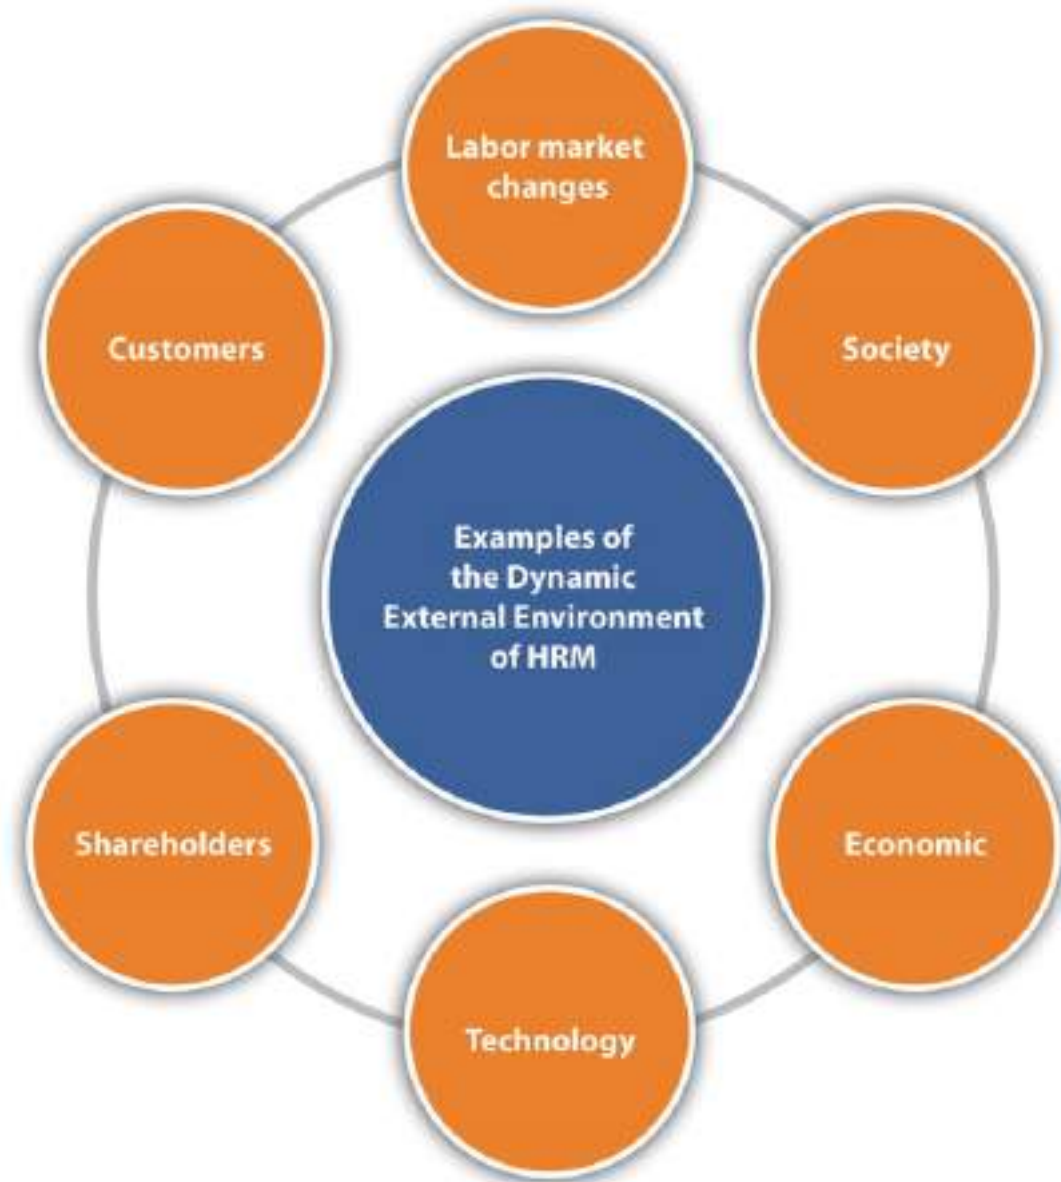 Labor market
changes
Customers
Society
Examples of
the Dynamic
External Environment
of HRM
Shareholders
Economic
Technology